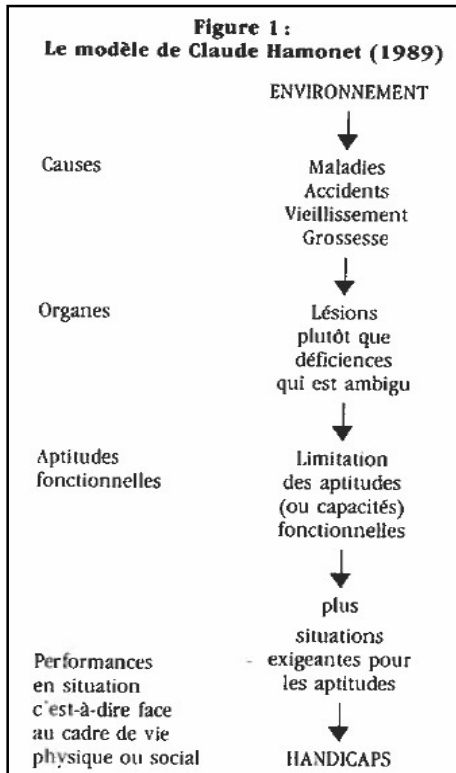 Figure 1 :
Le modèle de Claude Hamonet (1989)
ENVIRONNEMENT
Causes
Maladies
Accidents
Vieillissement
Grossesse
Organes
Lésions
plutôt que
déficiences
qui est ambigu
Aptitudes
fonctionnelles
Limitation
des aptitudes
(ou capacités)
fonctionnelles
plus
situations
exigeantes pour
les aptitudes
Performances
en situation
c'est-à-dire face
au cadre de vie
physique ou social
HANDICAPS